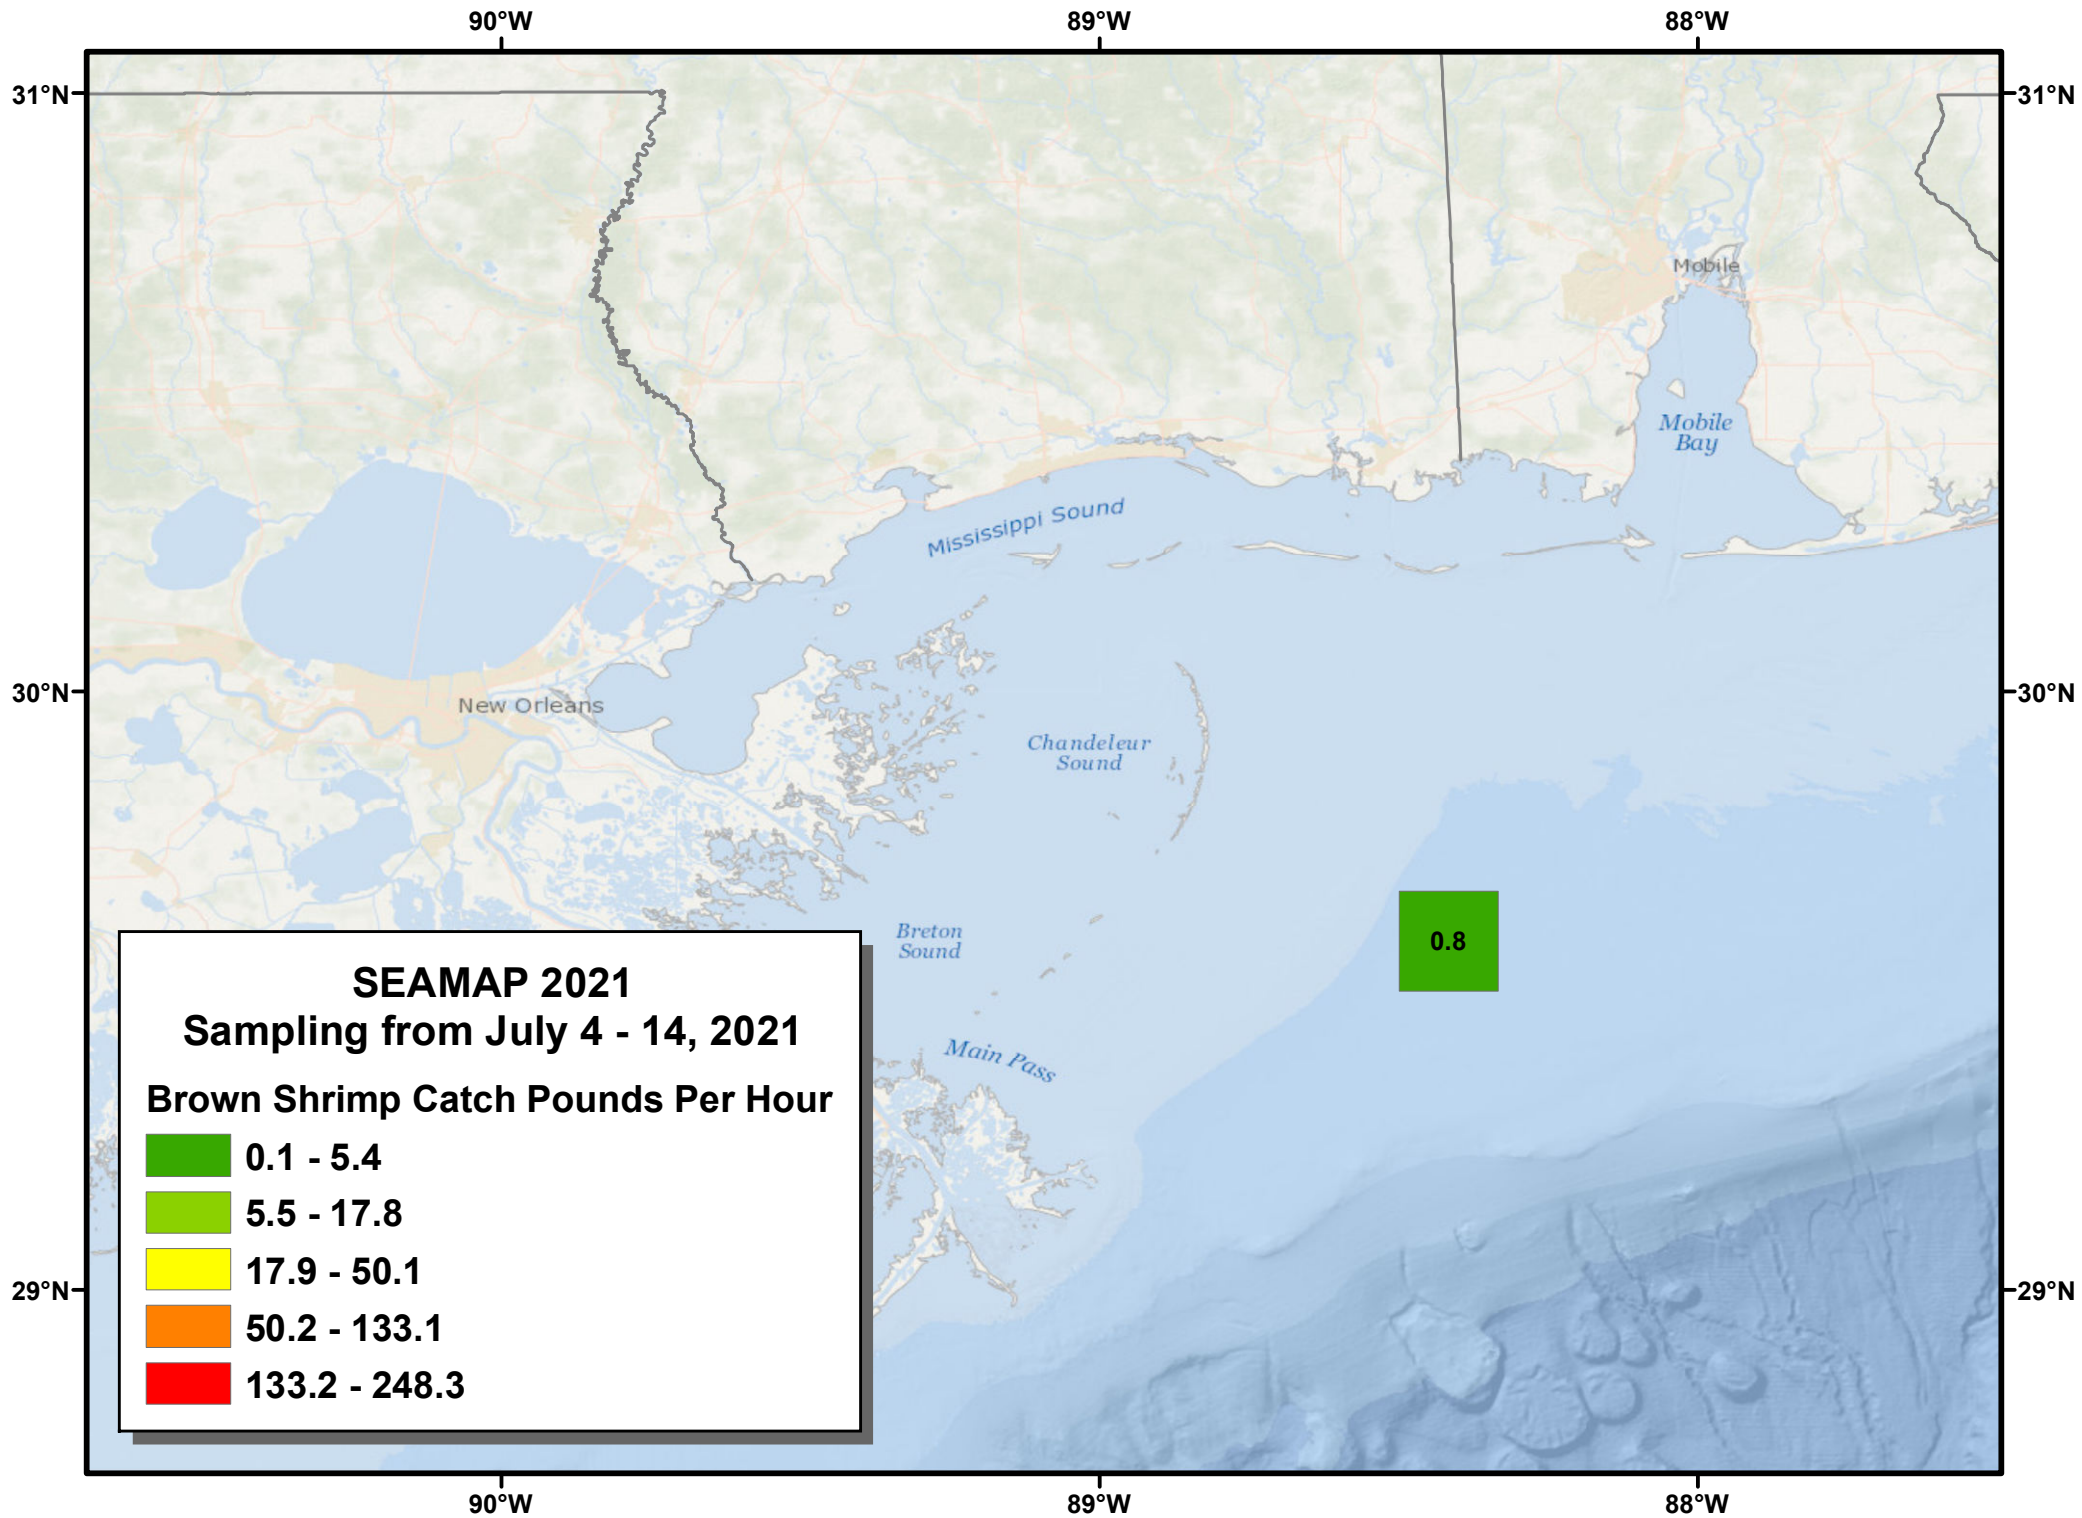 90°W
89°W
88°W
31°N
31°N
Mobile
Mobile
Bay
Mississippi Sound
30°N
30°N
New Orleans
Chandeleur
Sound
Breton
Sound
0.8
Main Pass
SEAMAP 2021
Sampling from July 4 - 14, 2021
Brown Shrimp Catch Pounds Per Hour
0.1 - 5.4
5.5 - 17.8
17.9 - 50.1
50.2 - 133.1
133.2 - 248.3
29°N
29°N
90°W
89°W
88°W